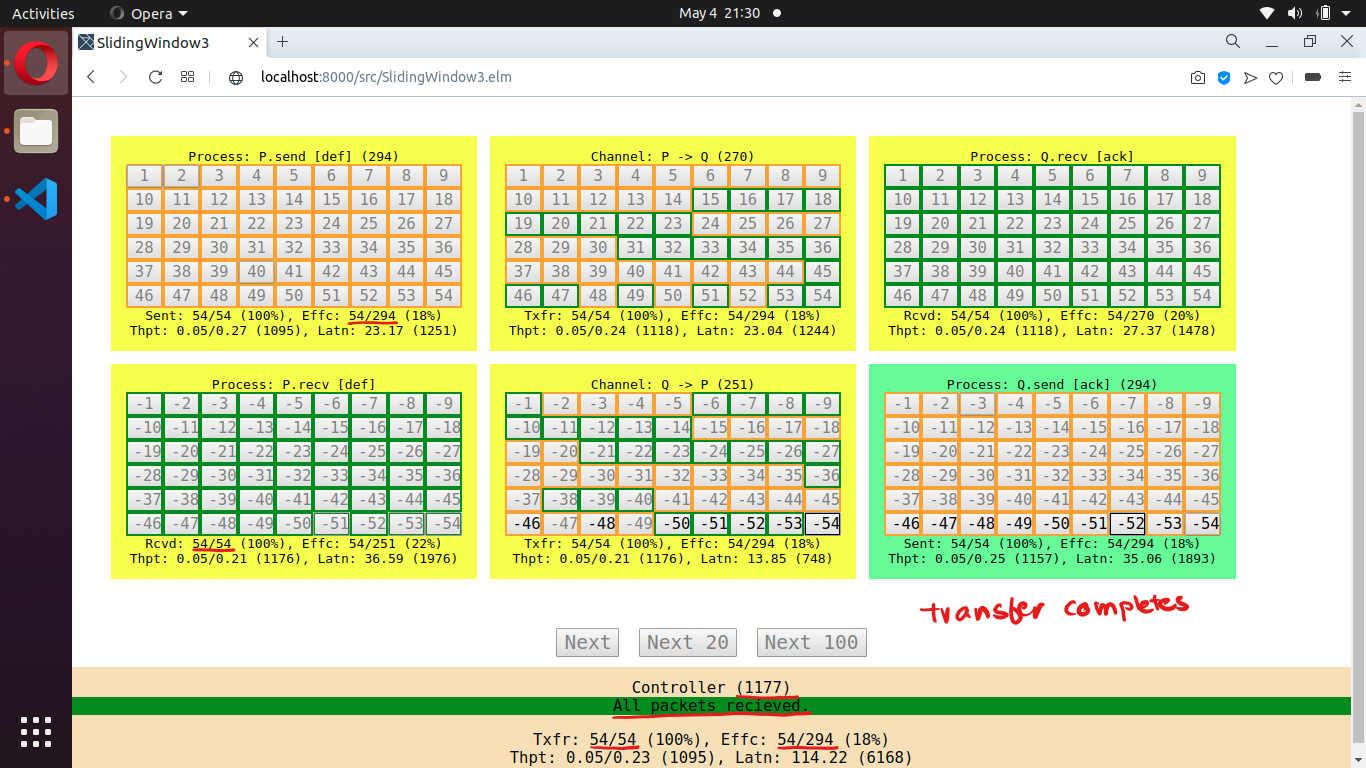 Activities Opera May 4 21:30
SlidingWindow3
localhost:8000/src/SlidingWindow3.elm
Process: P.send [def] (294)
1 2 3 4 5 6 7 8 9
10 11 12 13 14 15 16 17 18
19 20 21 22 23 24 25 26 27
28 29 30 31 32 33 34 35 36
37 38 39 40 41 42 43 44 45
46 47 48 49 50 51 52 53 54
Sent: 54/54 (100%), Effc: 54/294 (18%)
Thpt: 0.05/0.27 (1095), Latn: 23.17 (1251)
Channel: P -> Q (270)
1 2 3 4 5 6 7 8 9
10 11 12 13 14 15 16 17 18
19 20 21 22 23 24 25 26 27
28 29 30 31 32 33 34 35 36
37 38 39 40 41 42 43 44 45
46 47 48 49 50 51 52 53 54
Txfr: 54/54 (100%), Effc: 54/294 (18%)
Thpt: 0.05/0.24 (1118), Latn: 23.04 (1244)
Process: Q.recv [ack]
1 2 3 4 5 6 7 8 9
10 11 12 13 14 15 16 17 18
19 20 21 22 23 24 25 26 27
28 29 30 31 32 33 34 35 36
37 38 39 40 41 42 43 44 45
46 47 48 49 50 51 52 53 54
Rcvd: 54/54 (100%), Effc: 54/270 (20%)
Thpt: 0.05/0.24 (1118), Latn: 27.37 (1478)
Process: P.recv [def]
-1 -2 -3 -4 -5 -6 -7 -8 -9
-10 -11 -12 -13 -14 -15 -16 -17 -18
-19 -20 -21 -22 -23 -24 -25 -26 -27
-28 -29 -30 -31 -32 -33 -34 -35 -36
-37 -38 -39 -40 -41 -42 -43 -44 -45
-46 -47 -48 -49 -50 -51 -52 -53 -54
Rcvd: 54/54 (100%), Effc: 54/251 (22%)
Thpt: 0.05/0.21 (1176), Latn: 36.59 (1976)
Channel: Q -> P (251)
-1 -2 -3 -4 -5 -6 -7 -8 -9
-10 -11 -12 -13 -14 -15 -16 -17 -18
-19 -20 -21 -22 -23 -24 -25 -26 -27
-28 -29 -30 -31 -32 -33 -34 -35 -36
-37 -38 -39 -40 -41 -42 -43 -44 -45
-46 -47 -48 -49 -50 -51 -52 -53 -54
Txfr: 54/54 (100%), Effc: 54/294 (18%)
Thpt: 0.05/0.21 (1176), Latn: 13.85 (748)
Process: Q.send [ack] (294)
-1 -2 -3 -4 -5 -6 -7 -8 -9
-10 -11 -12 -13 -14 -15 -16 -17 -18
-19 -20 -21 -22 -23 -24 -25 -26 -27
-28 -29 -30 -31 -32 -33 -34 -35 -36
-37 -38 -39 -40 -41 -42 -43 -44 -45
-46 -47 -48 -49 -50 -51 -52 -53 -54
Sent: 54/54 (100%), Effc: 54/294 (18%)
Thpt: 0.05/0.25 (1157), Latn: 35.06 (1893)
transfer completes
Next Next 20 Next 100
Controller (1177)
All packets recieved.
Txfr: 54/54 (100%), Effc: 54/294 (18%)
Thpt: 0.05/0.23 (1095), Latn: 114.22 (6168)